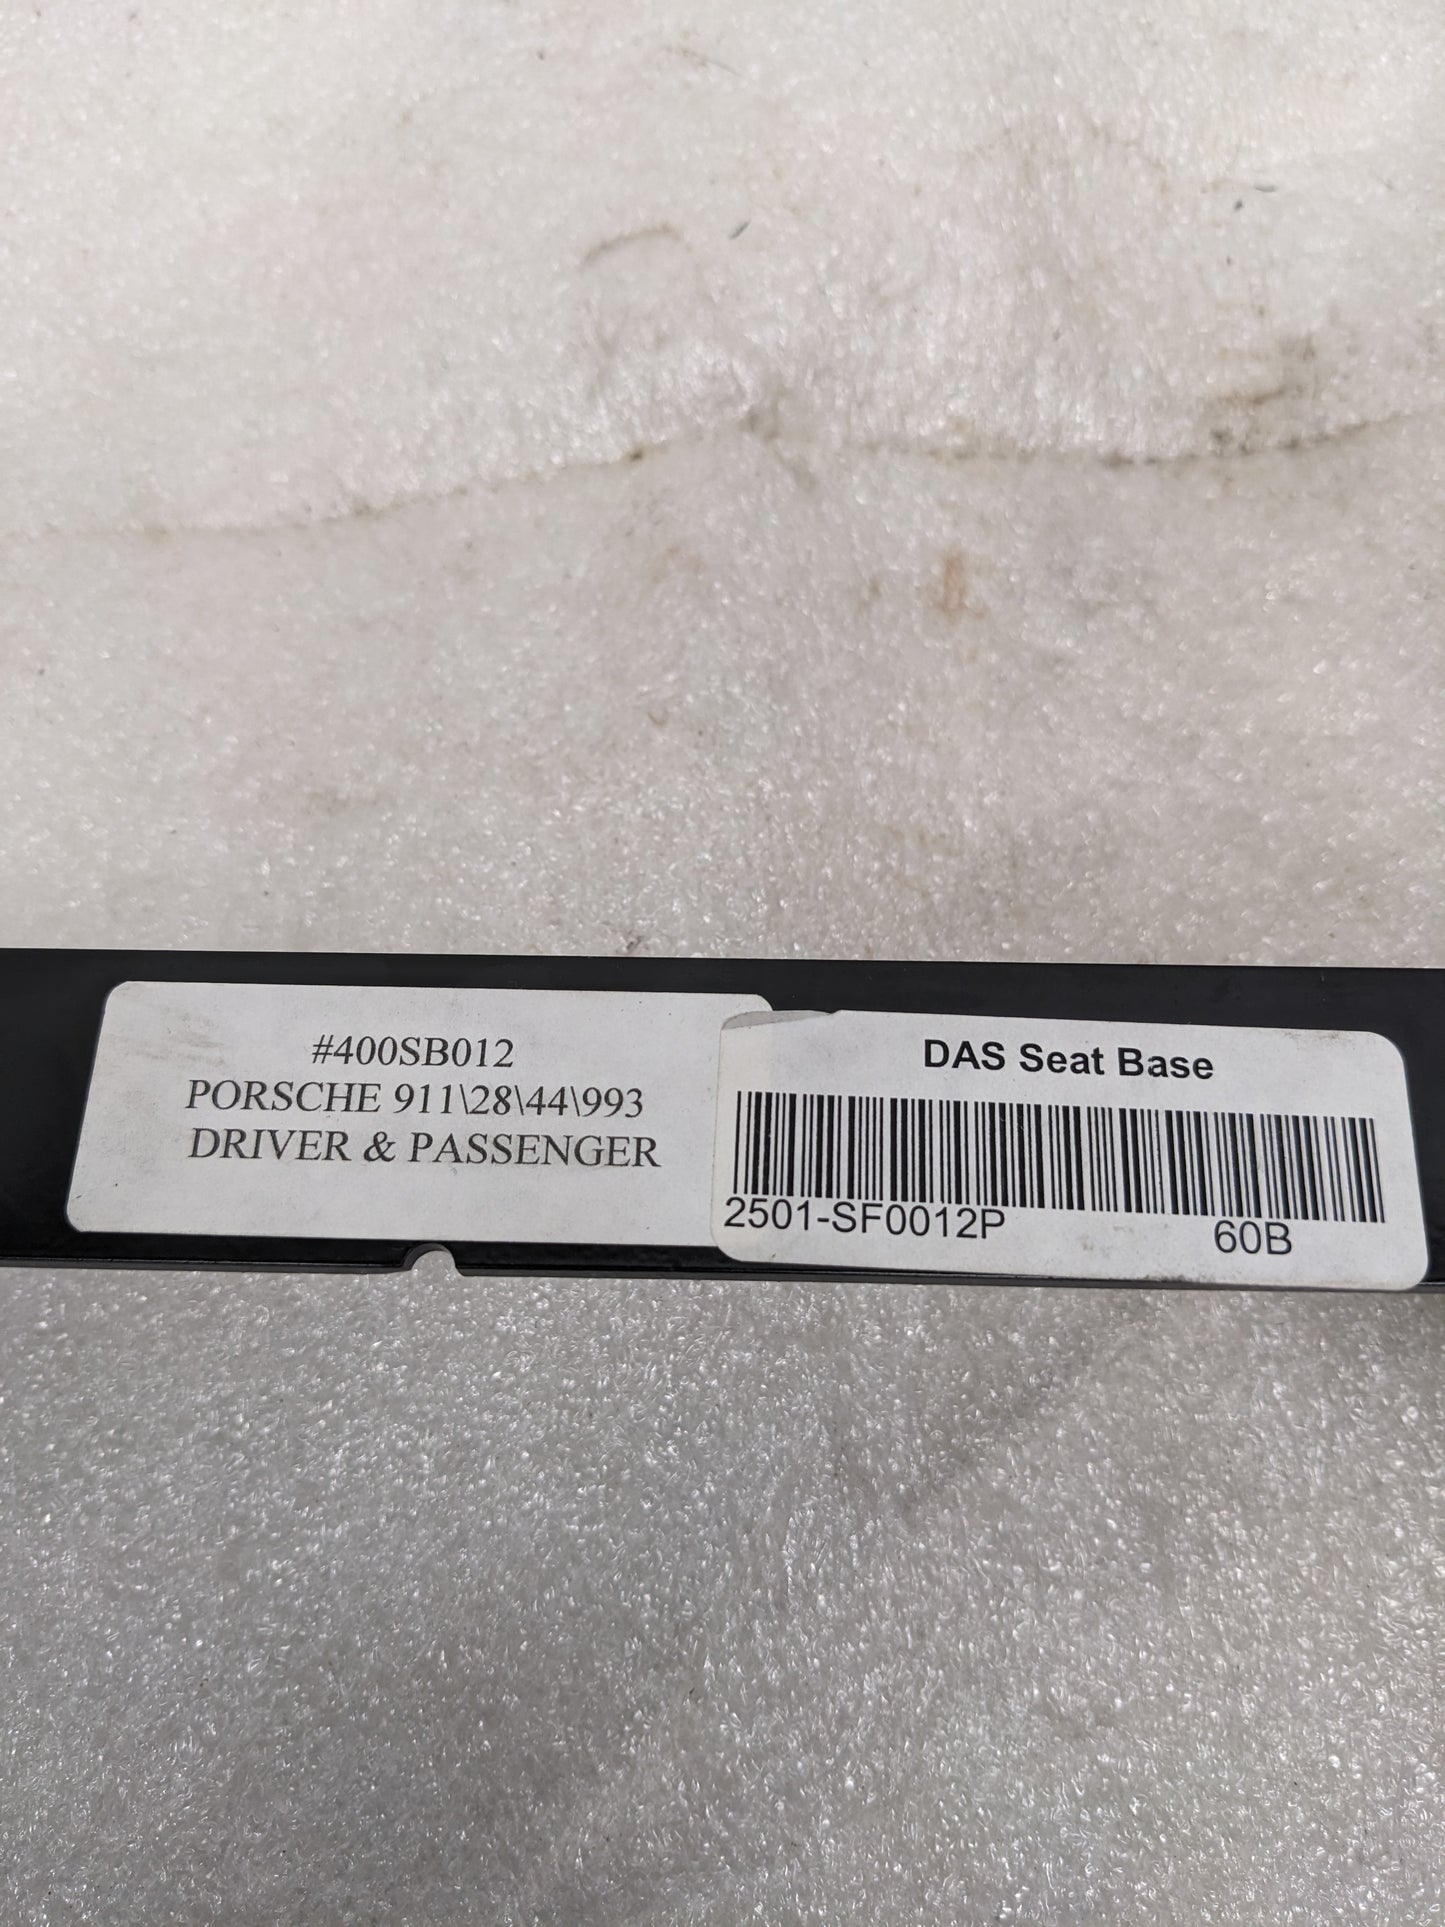 #400SB012
PORSCHE 911\28\44\993
DRIVER & PASSENGER
DAS Seat Base
2501-SF0012P 60B